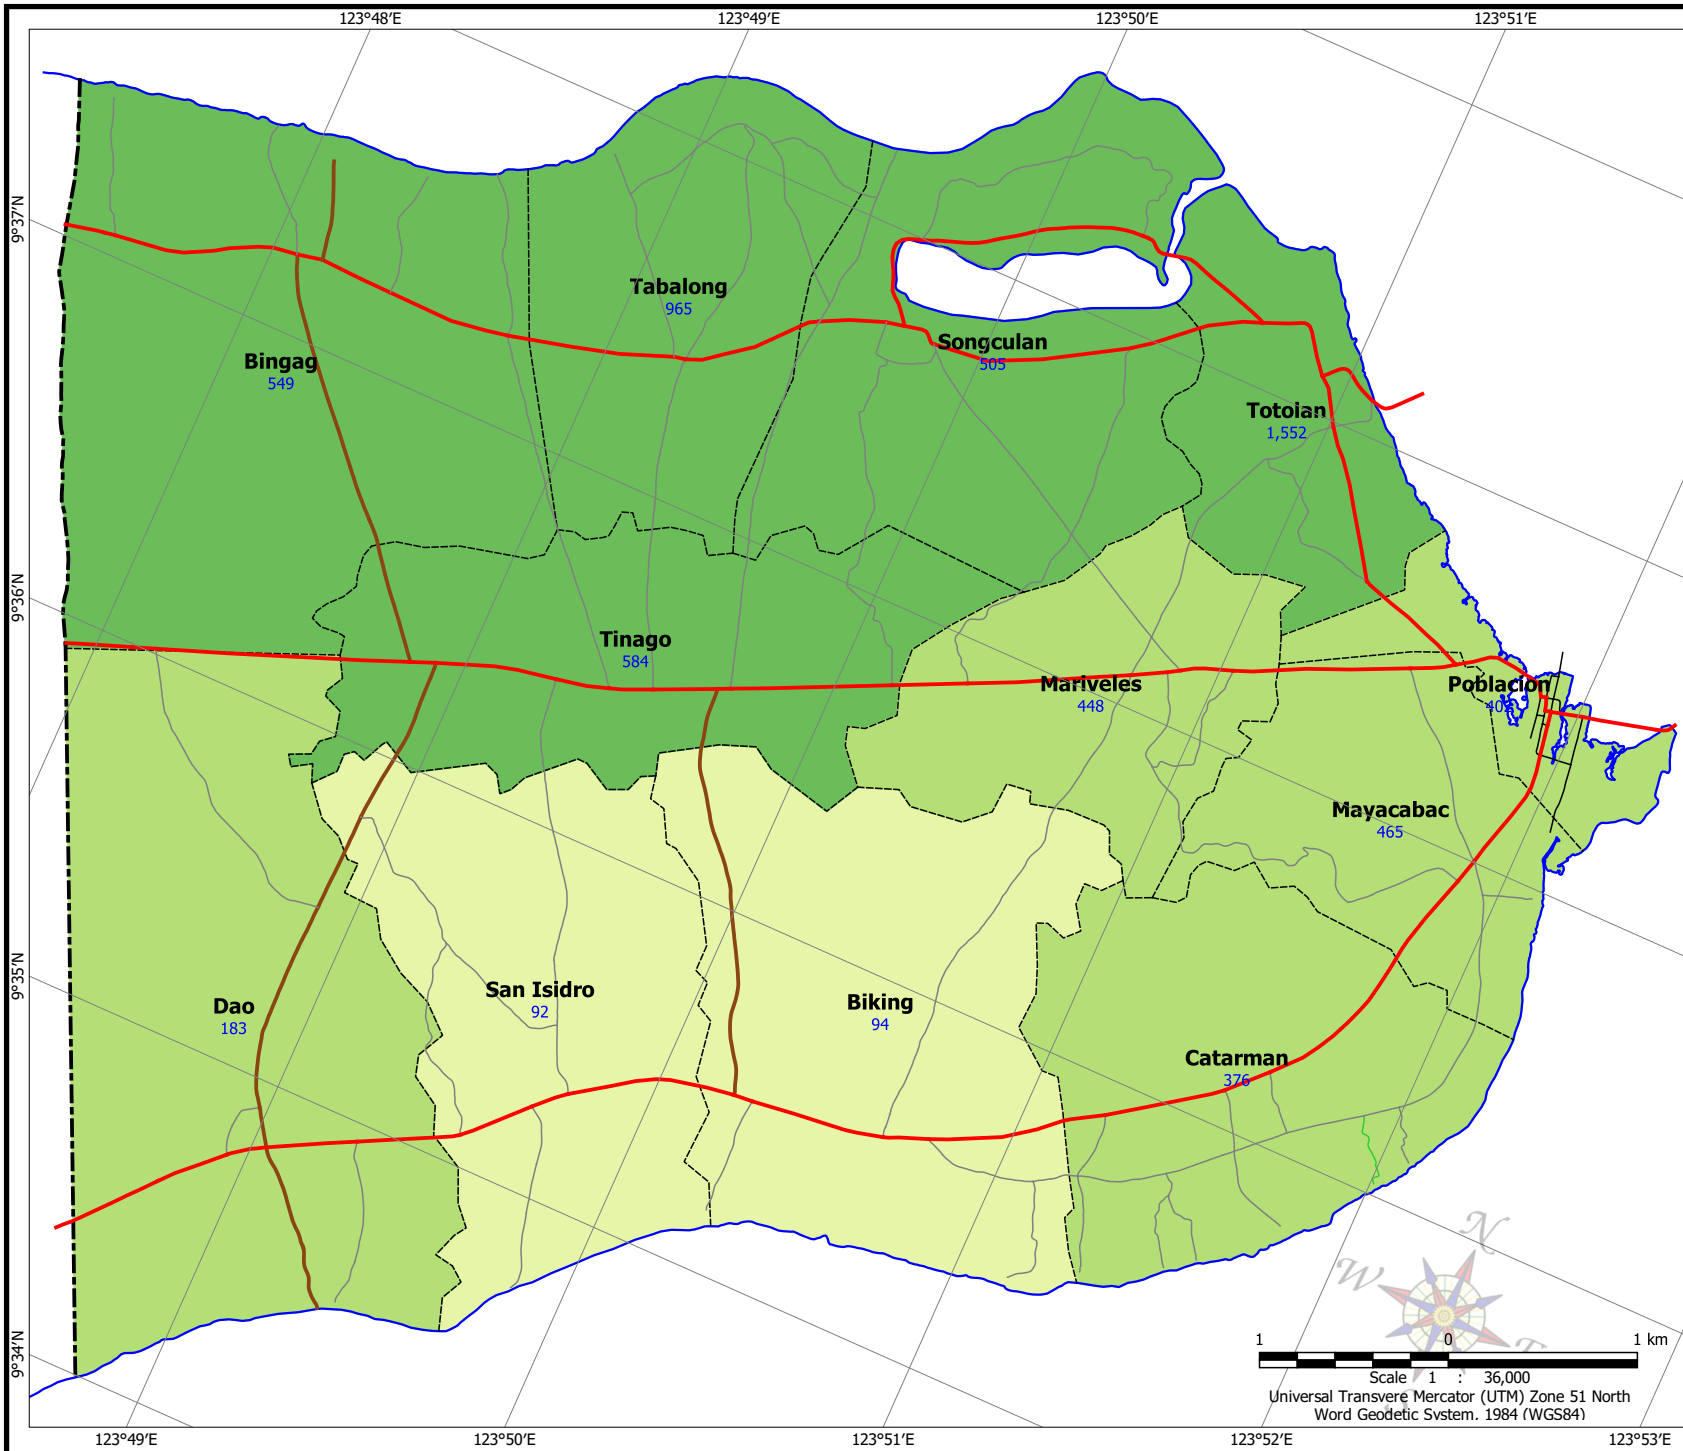 123°48'E
123°49'E
123°50'E
123°51'E
9°37'N
Tabalong
965
Songculan
505
Bingag
549
Totolan
1,552
9°36'N
Tinago
584
Mariveles
448
Poblacion
Mayacabac
465
9°35'N
San Isidro
92
Biking
94
Dao
183
Catarman
376
N
W
9°34'N
1 0 1 km
Scale 1 : 36,000
Universal Transvere Mercator (UTM) Zone 51 North
Word Geodetic System, 1984 (WGS84)
123°49'E
123°50'E
123°51'E
123°52'E
123°53'E